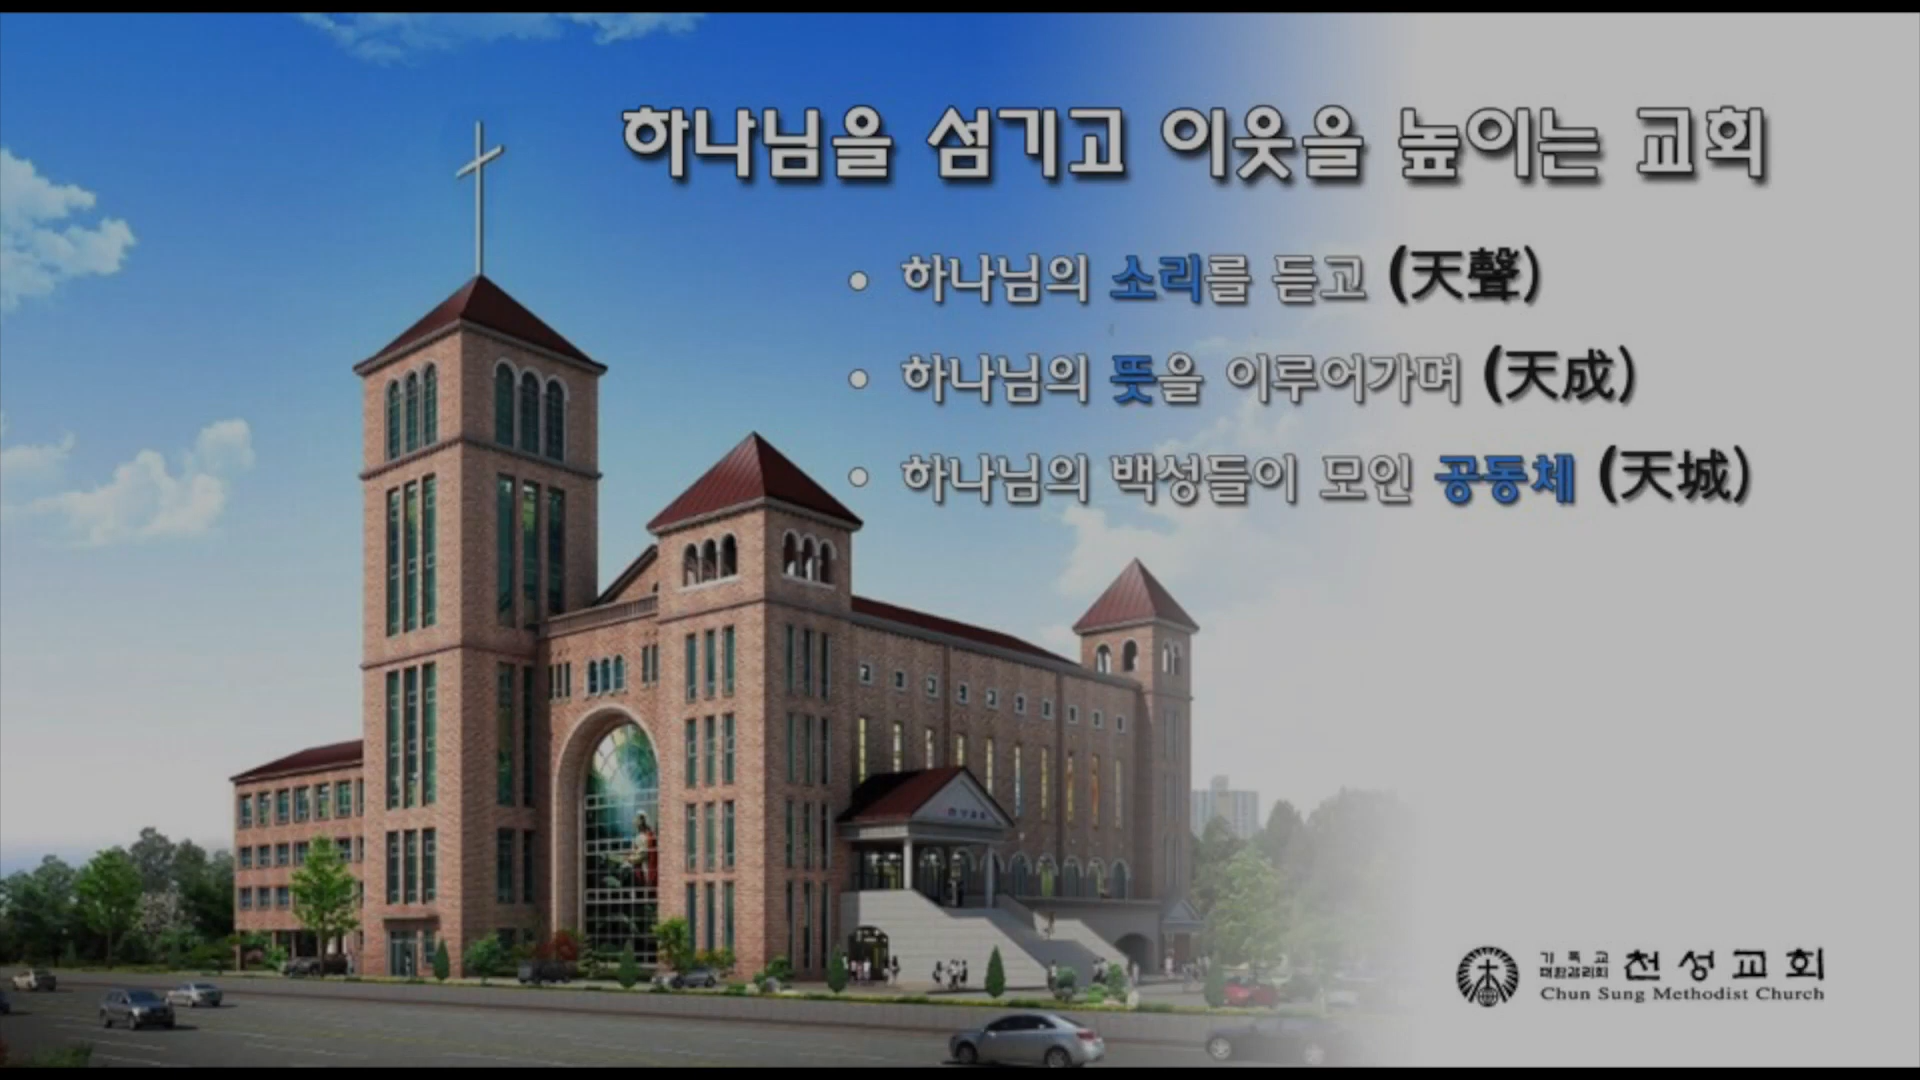 하나님을 섬기고 이웃을 높이는 교회
• 하나님의 소리를 듣고 (天聲)
• 하나님의 뜻을 이루어가며 (天成)
• 하나님의 백성들이 모인 공동체 (天城)
기독교
대한감리회 천성교회
Chun Sung Methodist Church